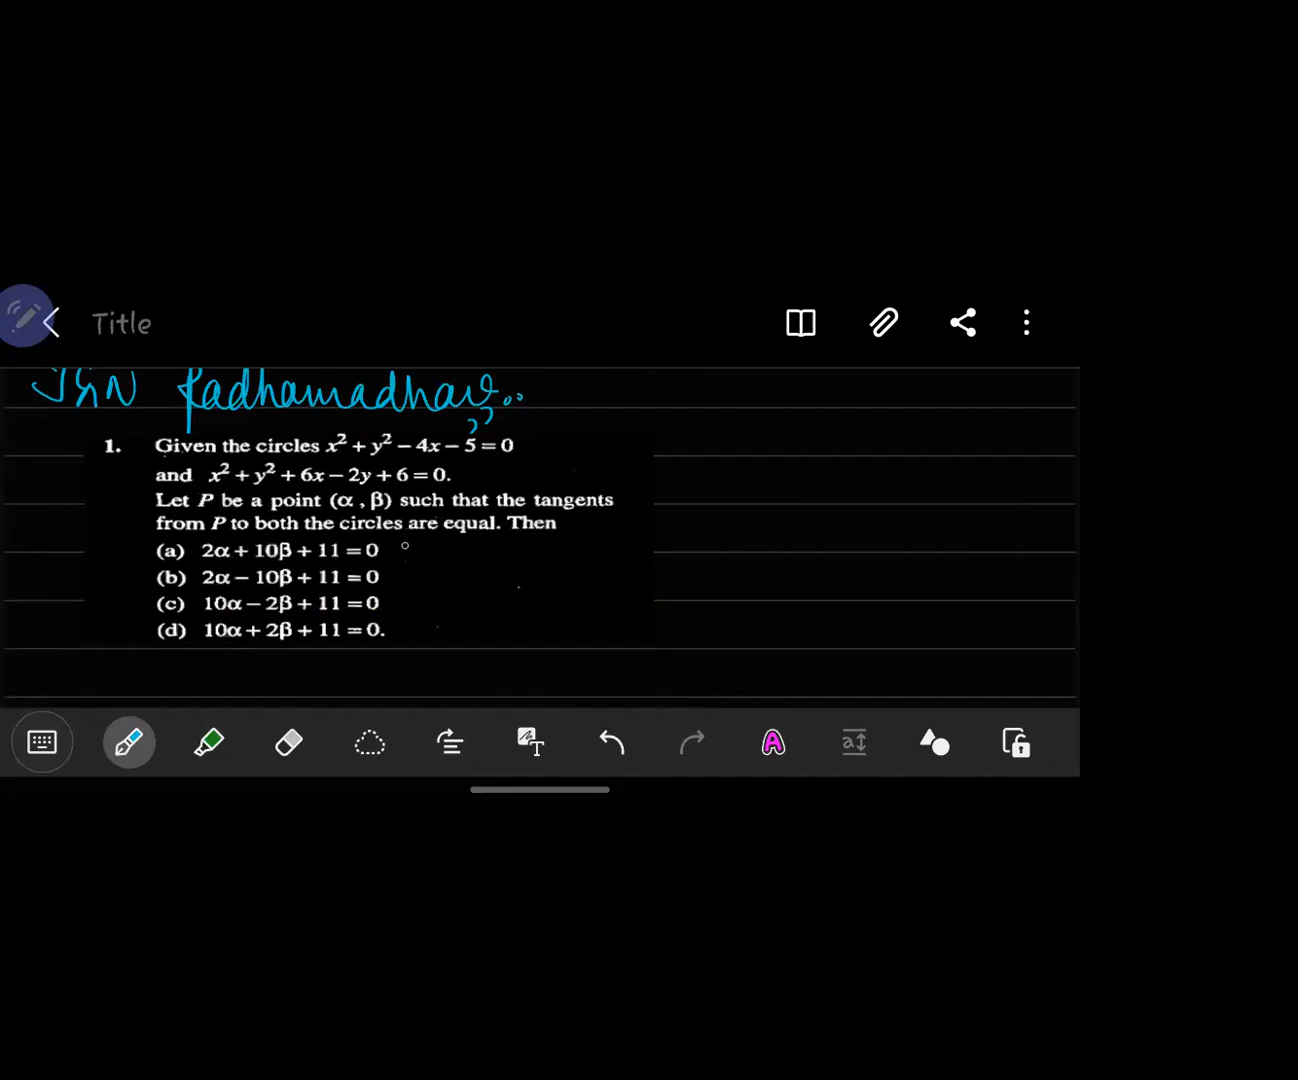 Title
Radhamadhav
1. Given the circles x² + y² − 4x − 5 = 0
and x² + y² + 6x − 2y + 6 = 0.
Let P be a point (α , β) such that the tangents
from P to both the circles are equal. Then
(a) 2α + 10β + 11 = 0
(b) 2α − 10β + 11 = 0
(c) 10α − 2β + 11 = 0
(d) 10α + 2β + 11 = 0.